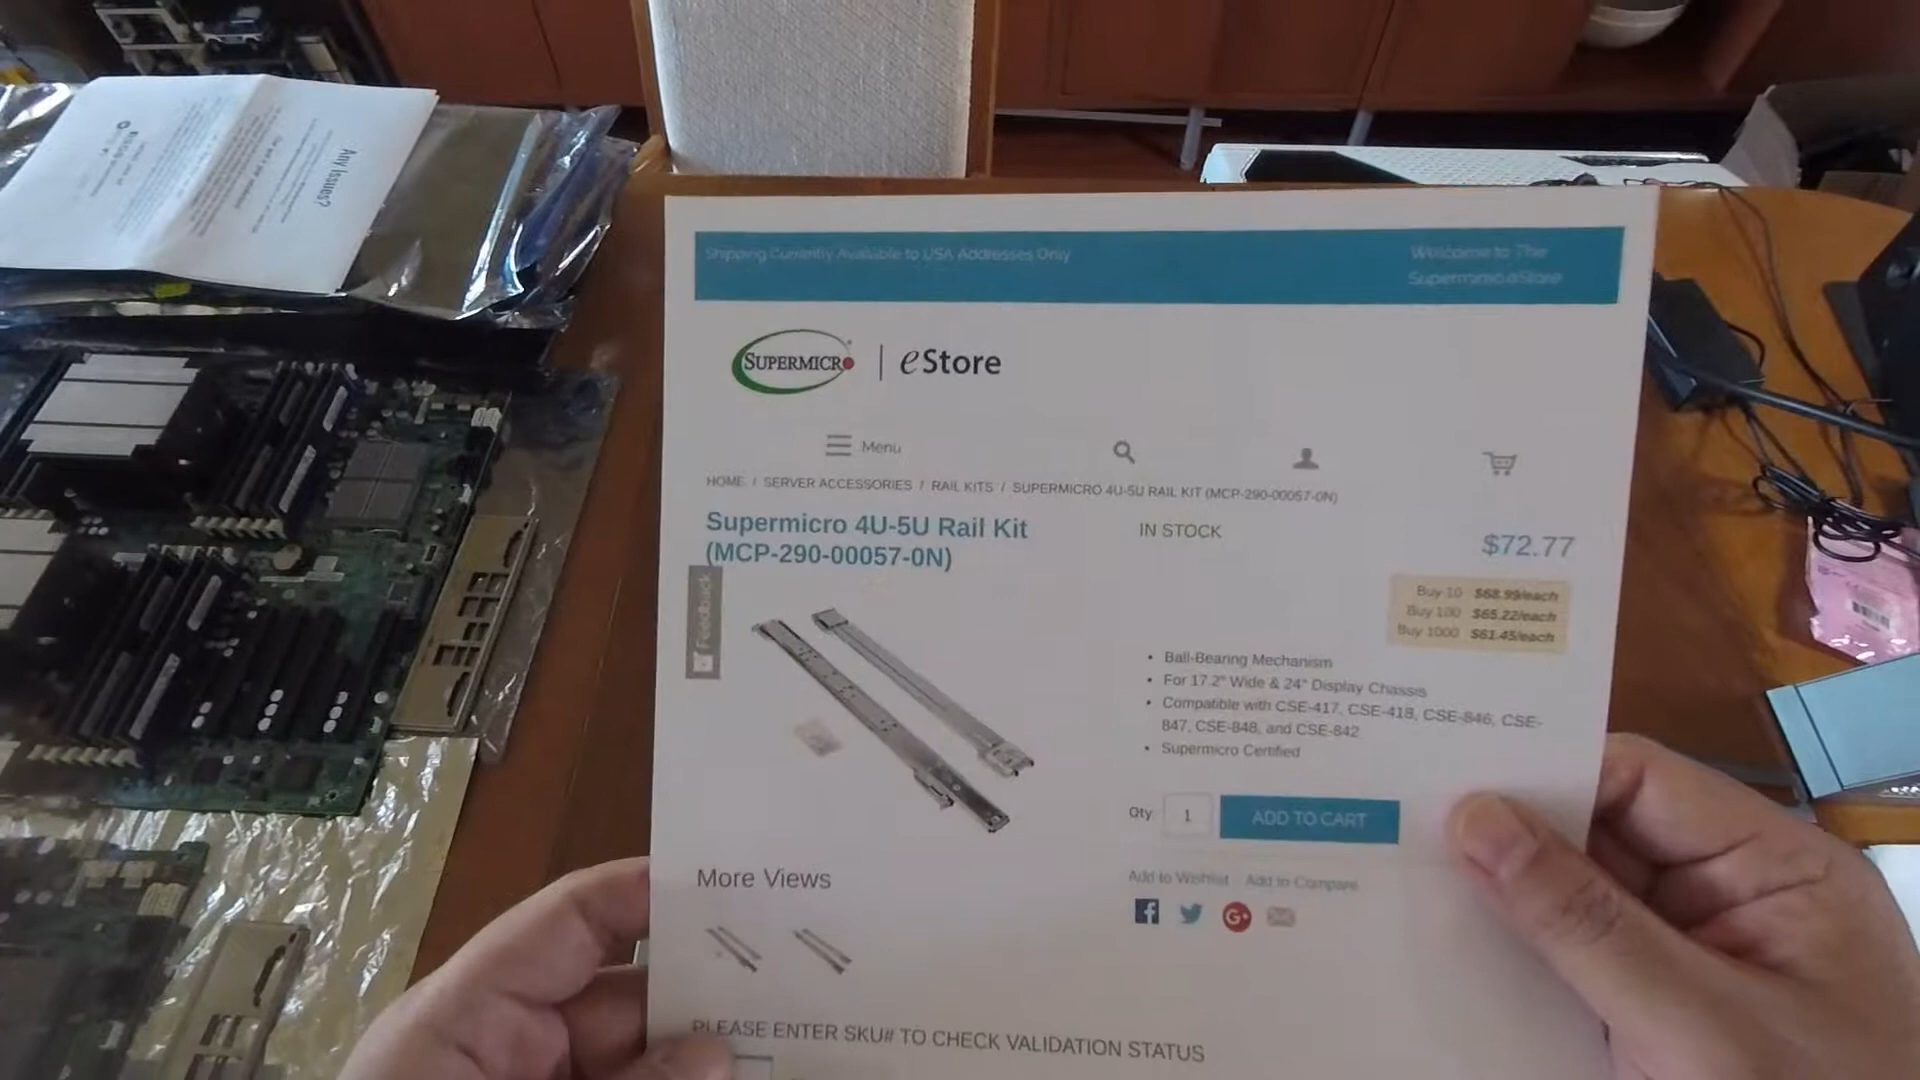 Any Issues?
Shipping Currently Available to USA Addresses Only
Welcome to The
Supermicro eStore
SUPERMICRO | eStore
Menu
HOME / SERVER ACCESSORIES / RAIL KITS / SUPERMICRO 4U-5U RAIL KIT (MCP-290-00057-0N)
Supermicro 4U-5U Rail Kit
(MCP-290-00057-0N)
IN STOCK
$72.77
Buy 10 $68.99/each
Buy 100 $65.22/each
Buy 1000 $61.45/each
Feedback
• Ball-Bearing Mechanism
• For 17.2" Wide & 24" Display Chassis
• Compatible with CSE-417, CSE-418, CSE-846, CSE-
847, CSE-848, and CSE-842
• Supermicro Certified
Qty 1 ADD TO CART
More Views
Add to Wishlist Add to Compare
G+
PLEASE ENTER SKU# TO CHECK VALIDATION STATUS